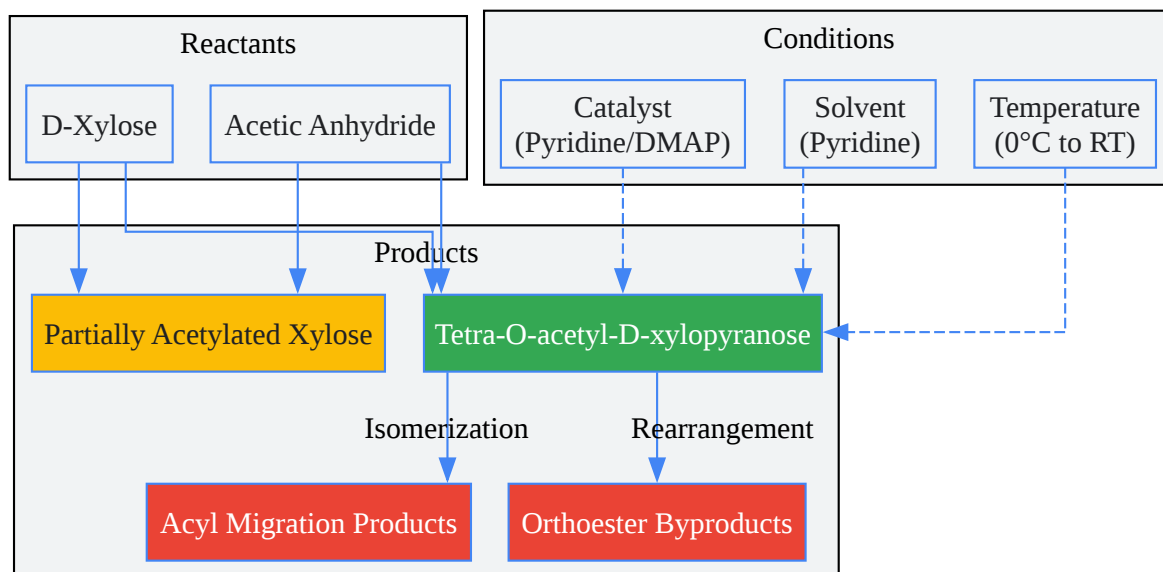 Reactants
D-Xylose
Acetic Anhydride
Conditions
Catalyst
(Pyridine/DMAP)
Solvent
(Pyridine)
Temperature
(0°C to RT)
Products
Partially Acetylated Xylose
Tetra-O-acetyl-D-xylopyranose
Isomerization
Rearrangement
Acyl Migration Products
Orthoester Byproducts